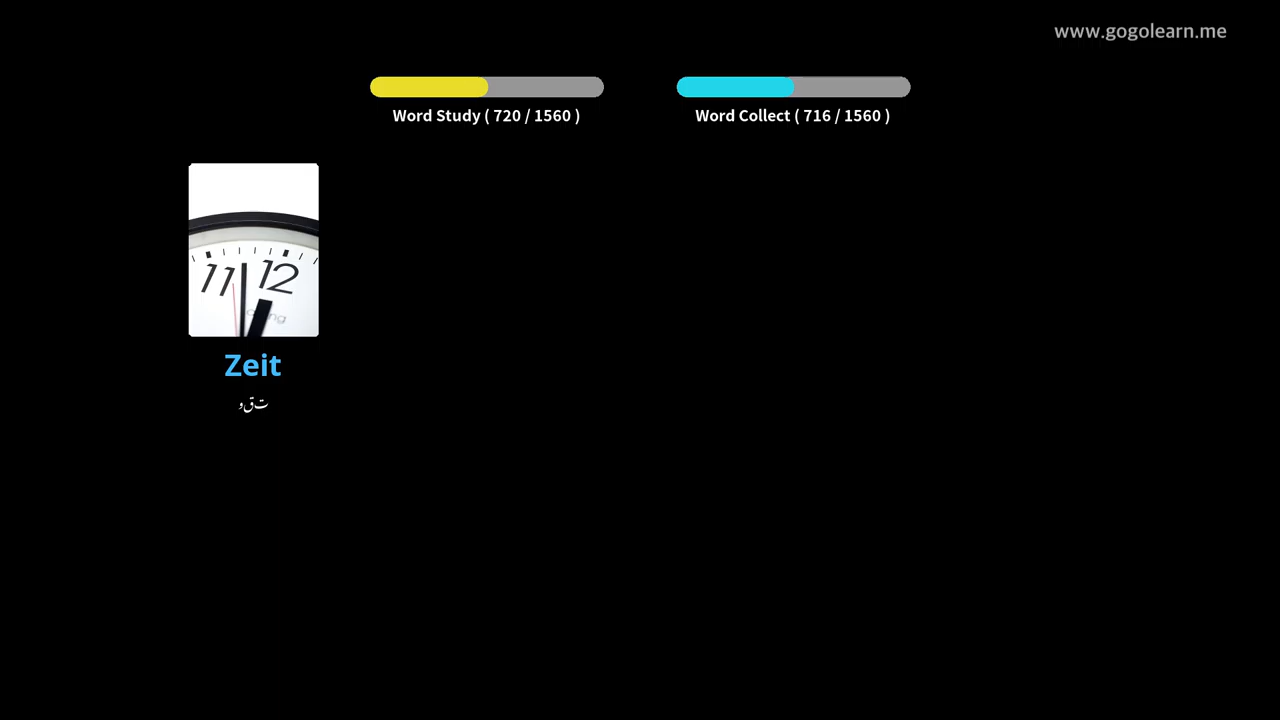 www.gogolearn.me
Word Study ( 720 / 1560 )
Word Collect ( 716 / 1560 )
11 12
Zeit
وقت